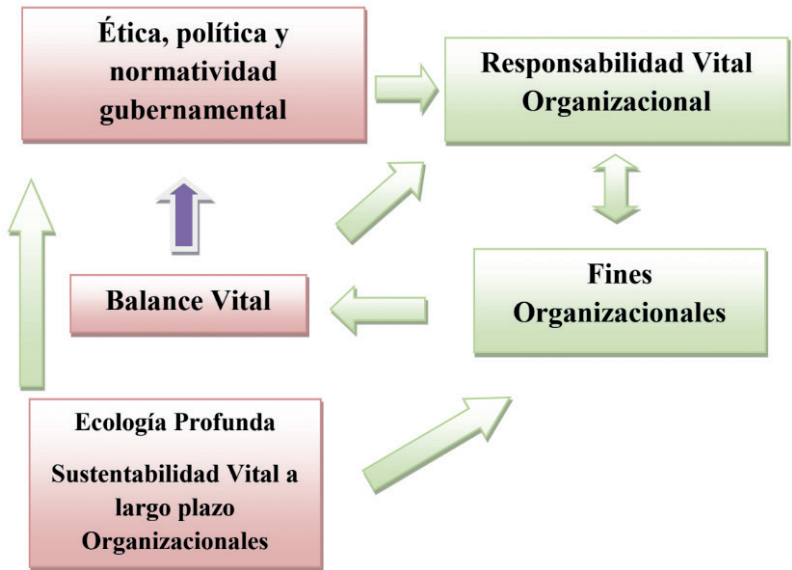 Ética, política y
normatividad
gubernamental
Responsabilidad Vital
Organizacional
Balance Vital
Fines
Organizacionales
Ecología Profunda
Sustentabilidad Vital a
largo plazo
Organizacionales